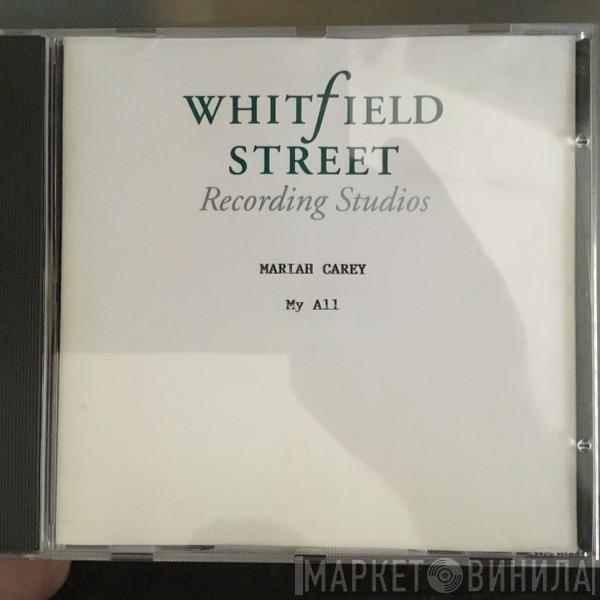 WHITfIELD
STREET
Recording Studios
MARIAH CAREY
My All
МАРКЕТ ВИНИЛА